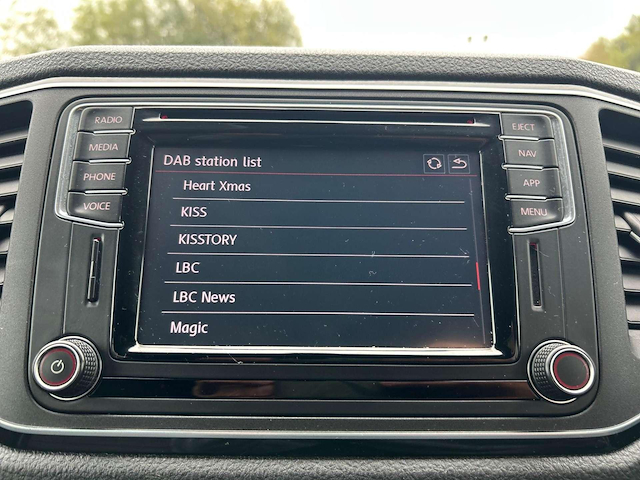 RADIO
MEDIA
PHONE
VOICE
DAB station list
Heart Xmas
KISS
KISSTORY
LBC
LBC News
Magic
EJECT
NAV
APP
MENU